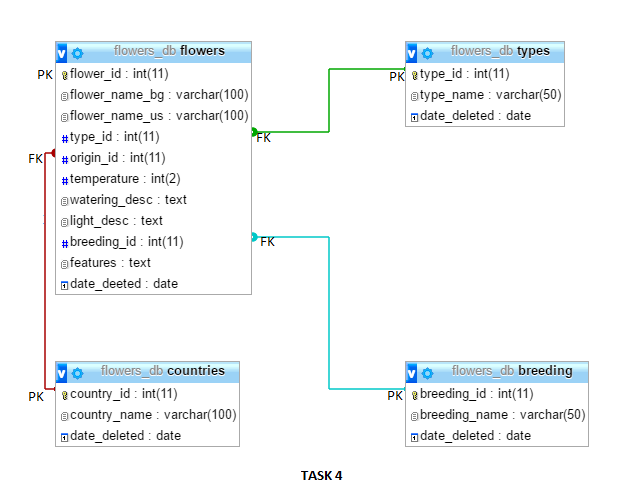 flowers_db flowers
PK
flower_id : int(11)
flower_name_bg : varchar(100)
flower_name_us : varchar(100)
type_id : int(11)
FK
origin_id : int(11)
FK
temperature : int(2)
watering_desc : text
light_desc : text
breeding_id : int(11)
FK
features : text
date_deeted : date
flowers_db types
PK
type_id : int(11)
type_name : varchar(50)
date_deleted : date
flowers_db countries
PK
country_id : int(11)
country_name : varchar(100)
date_deleted : date
flowers_db breeding
PK
breeding_id : int(11)
breeding_name : varchar(50)
date_deleted : date
TASK 4